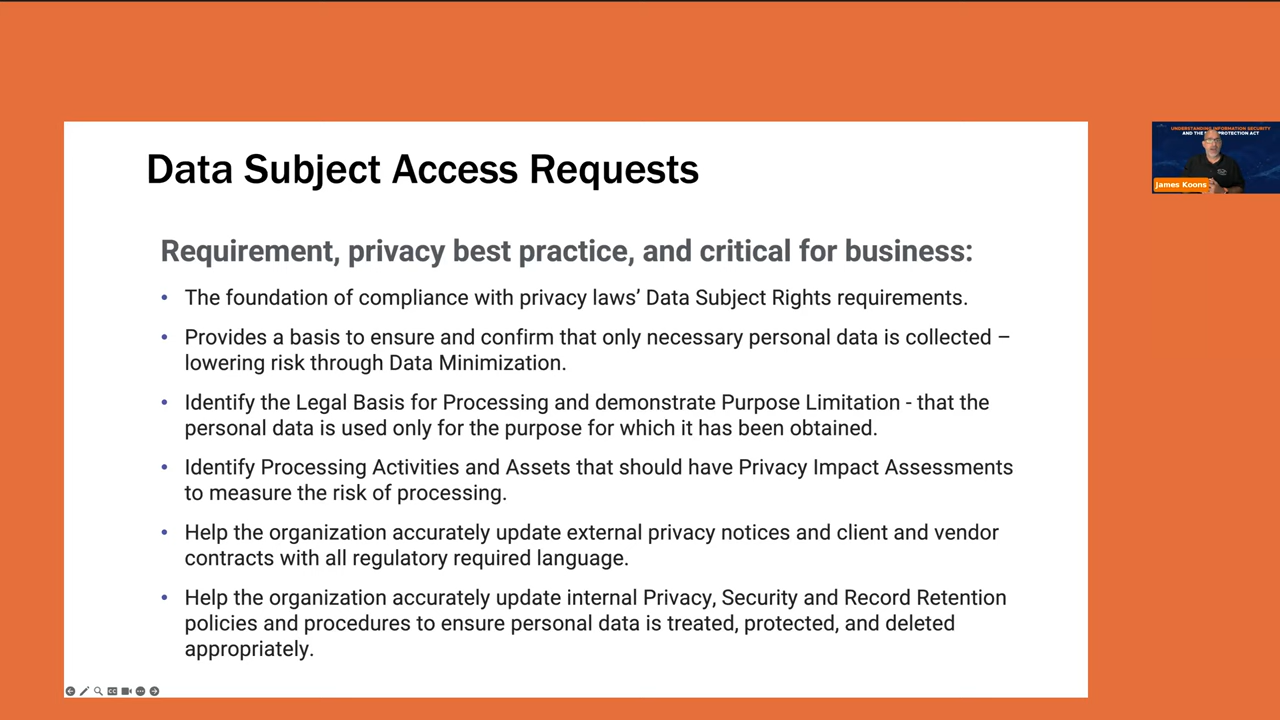 Data Subject Access Requests
Requirement, privacy best practice, and critical for business:
• The foundation of compliance with privacy laws’ Data Subject Rights requirements.
• Provides a basis to ensure and confirm that only necessary personal data is collected –
lowering risk through Data Minimization.
• Identify the Legal Basis for Processing and demonstrate Purpose Limitation - that the
personal data is used only for the purpose for which it has been obtained.
• Identify Processing Activities and Assets that should have Privacy Impact Assessments
to measure the risk of processing.
• Help the organization accurately update external privacy notices and client and vendor
contracts with all regulatory required language.
• Help the organization accurately update internal Privacy, Security and Record Retention
policies and procedures to ensure personal data is treated, protected, and deleted
appropriately.
UNDERSTANDING INFORMATION SECURITY
AND THE PROTECTION ACT
James Koons